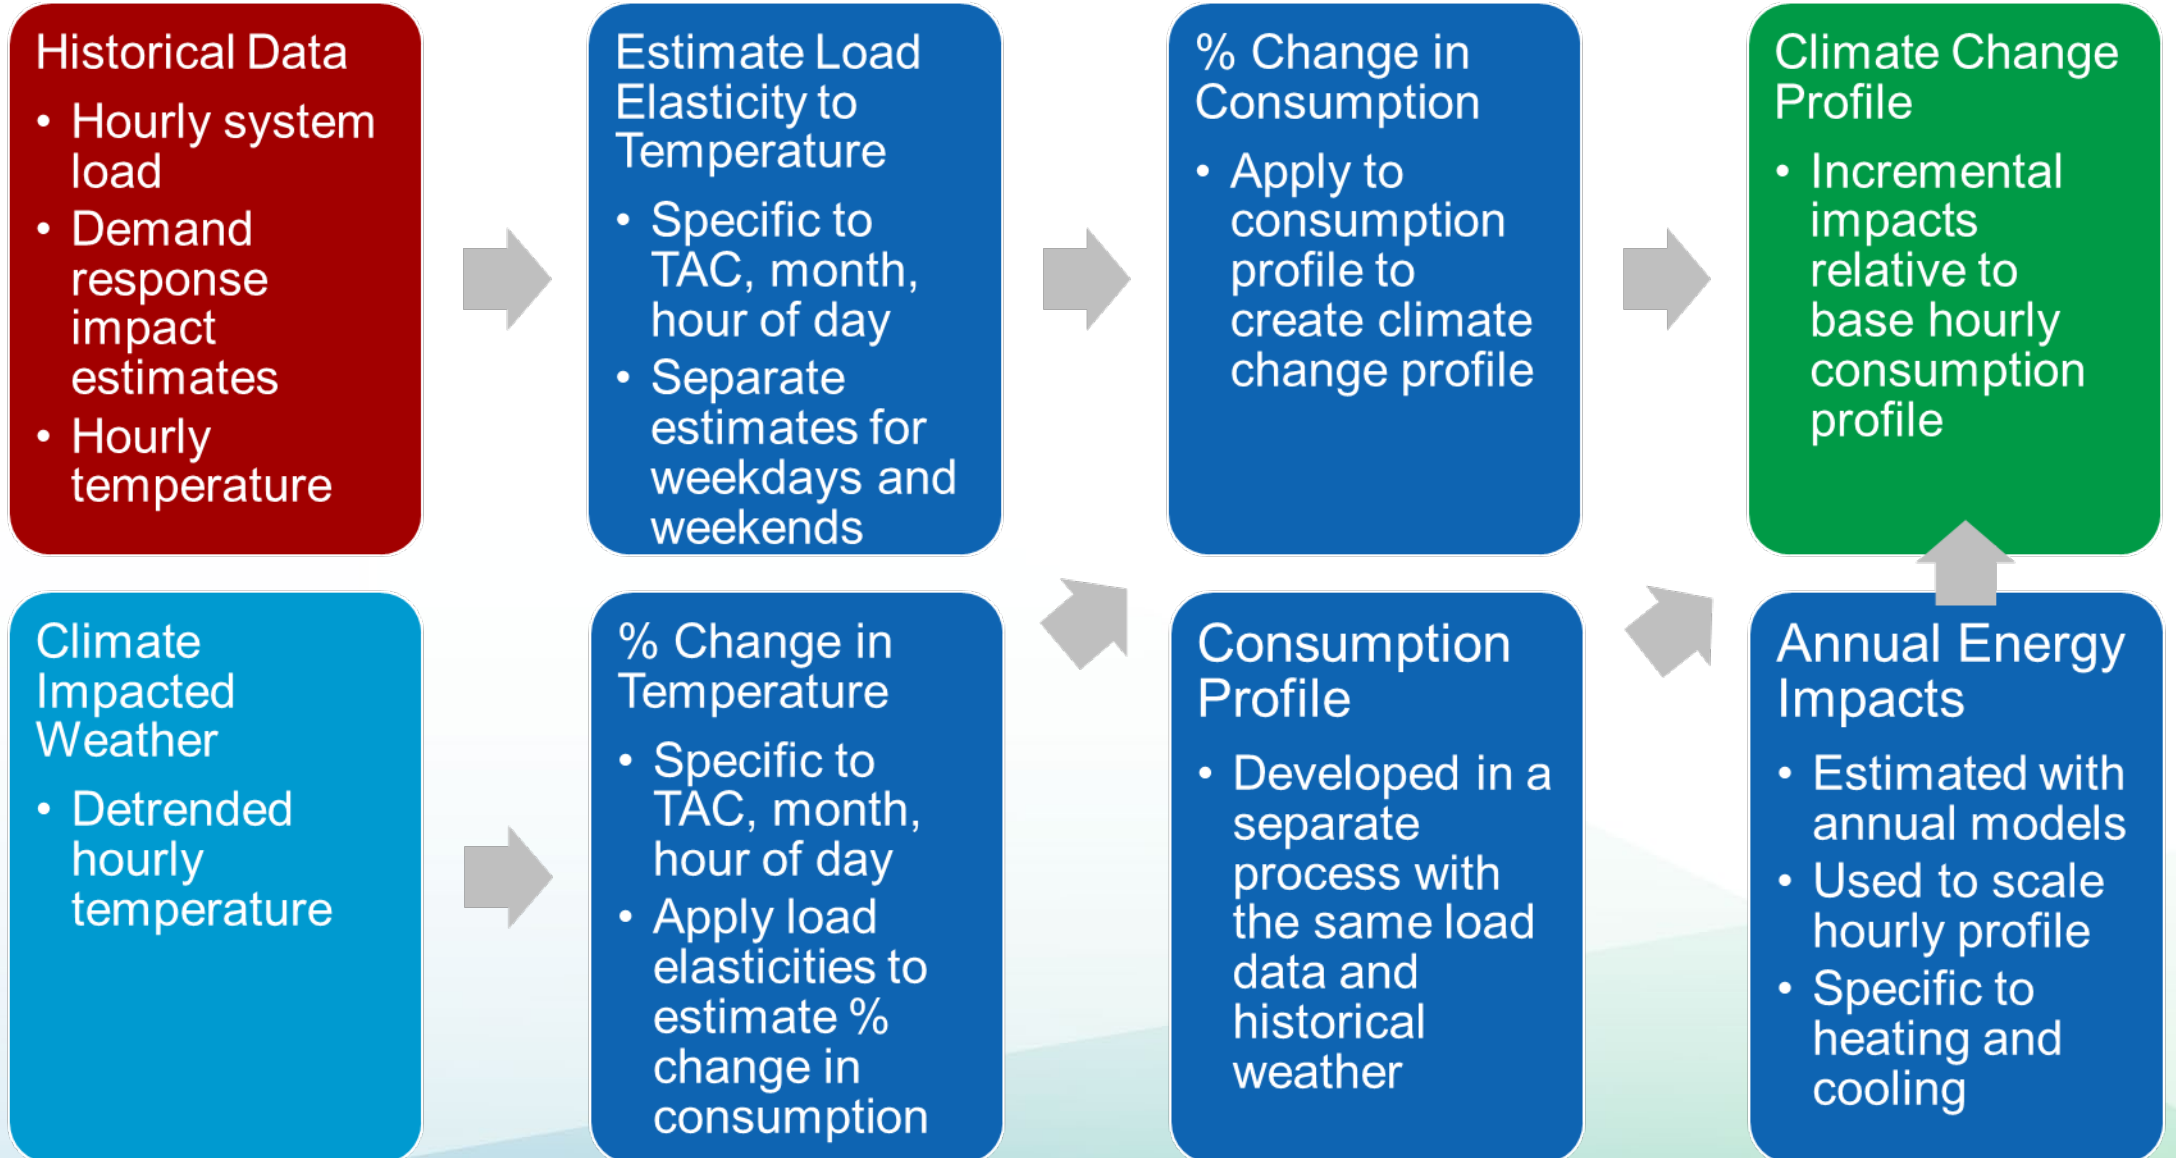 Historical Data
• Hourly system
load
• Demand
response
impact
estimates
• Hourly
temperature
Estimate Load
Elasticity to
Temperature
• Specific to
TAC, month,
hour of day
• Separate
estimates for
weekdays and
weekends
% Change in
Consumption
• Apply to
consumption
profile to
create climate
change profile
Climate Change
Profile
• Incremental
impacts
relative to
base hourly
consumption
profile
Climate
Impacted
Weather
• Detrended
hourly
temperature
% Change in
Temperature
• Specific to
TAC, month,
hour of day
• Apply load
elasticities to
estimate %
change in
consumption
Consumption
Profile
• Developed in a
separate
process with
the same load
data and
historical
weather
Annual Energy
Impacts
• Estimated with
annual models
• Used to scale
hourly profile
• Specific to
heating and
cooling